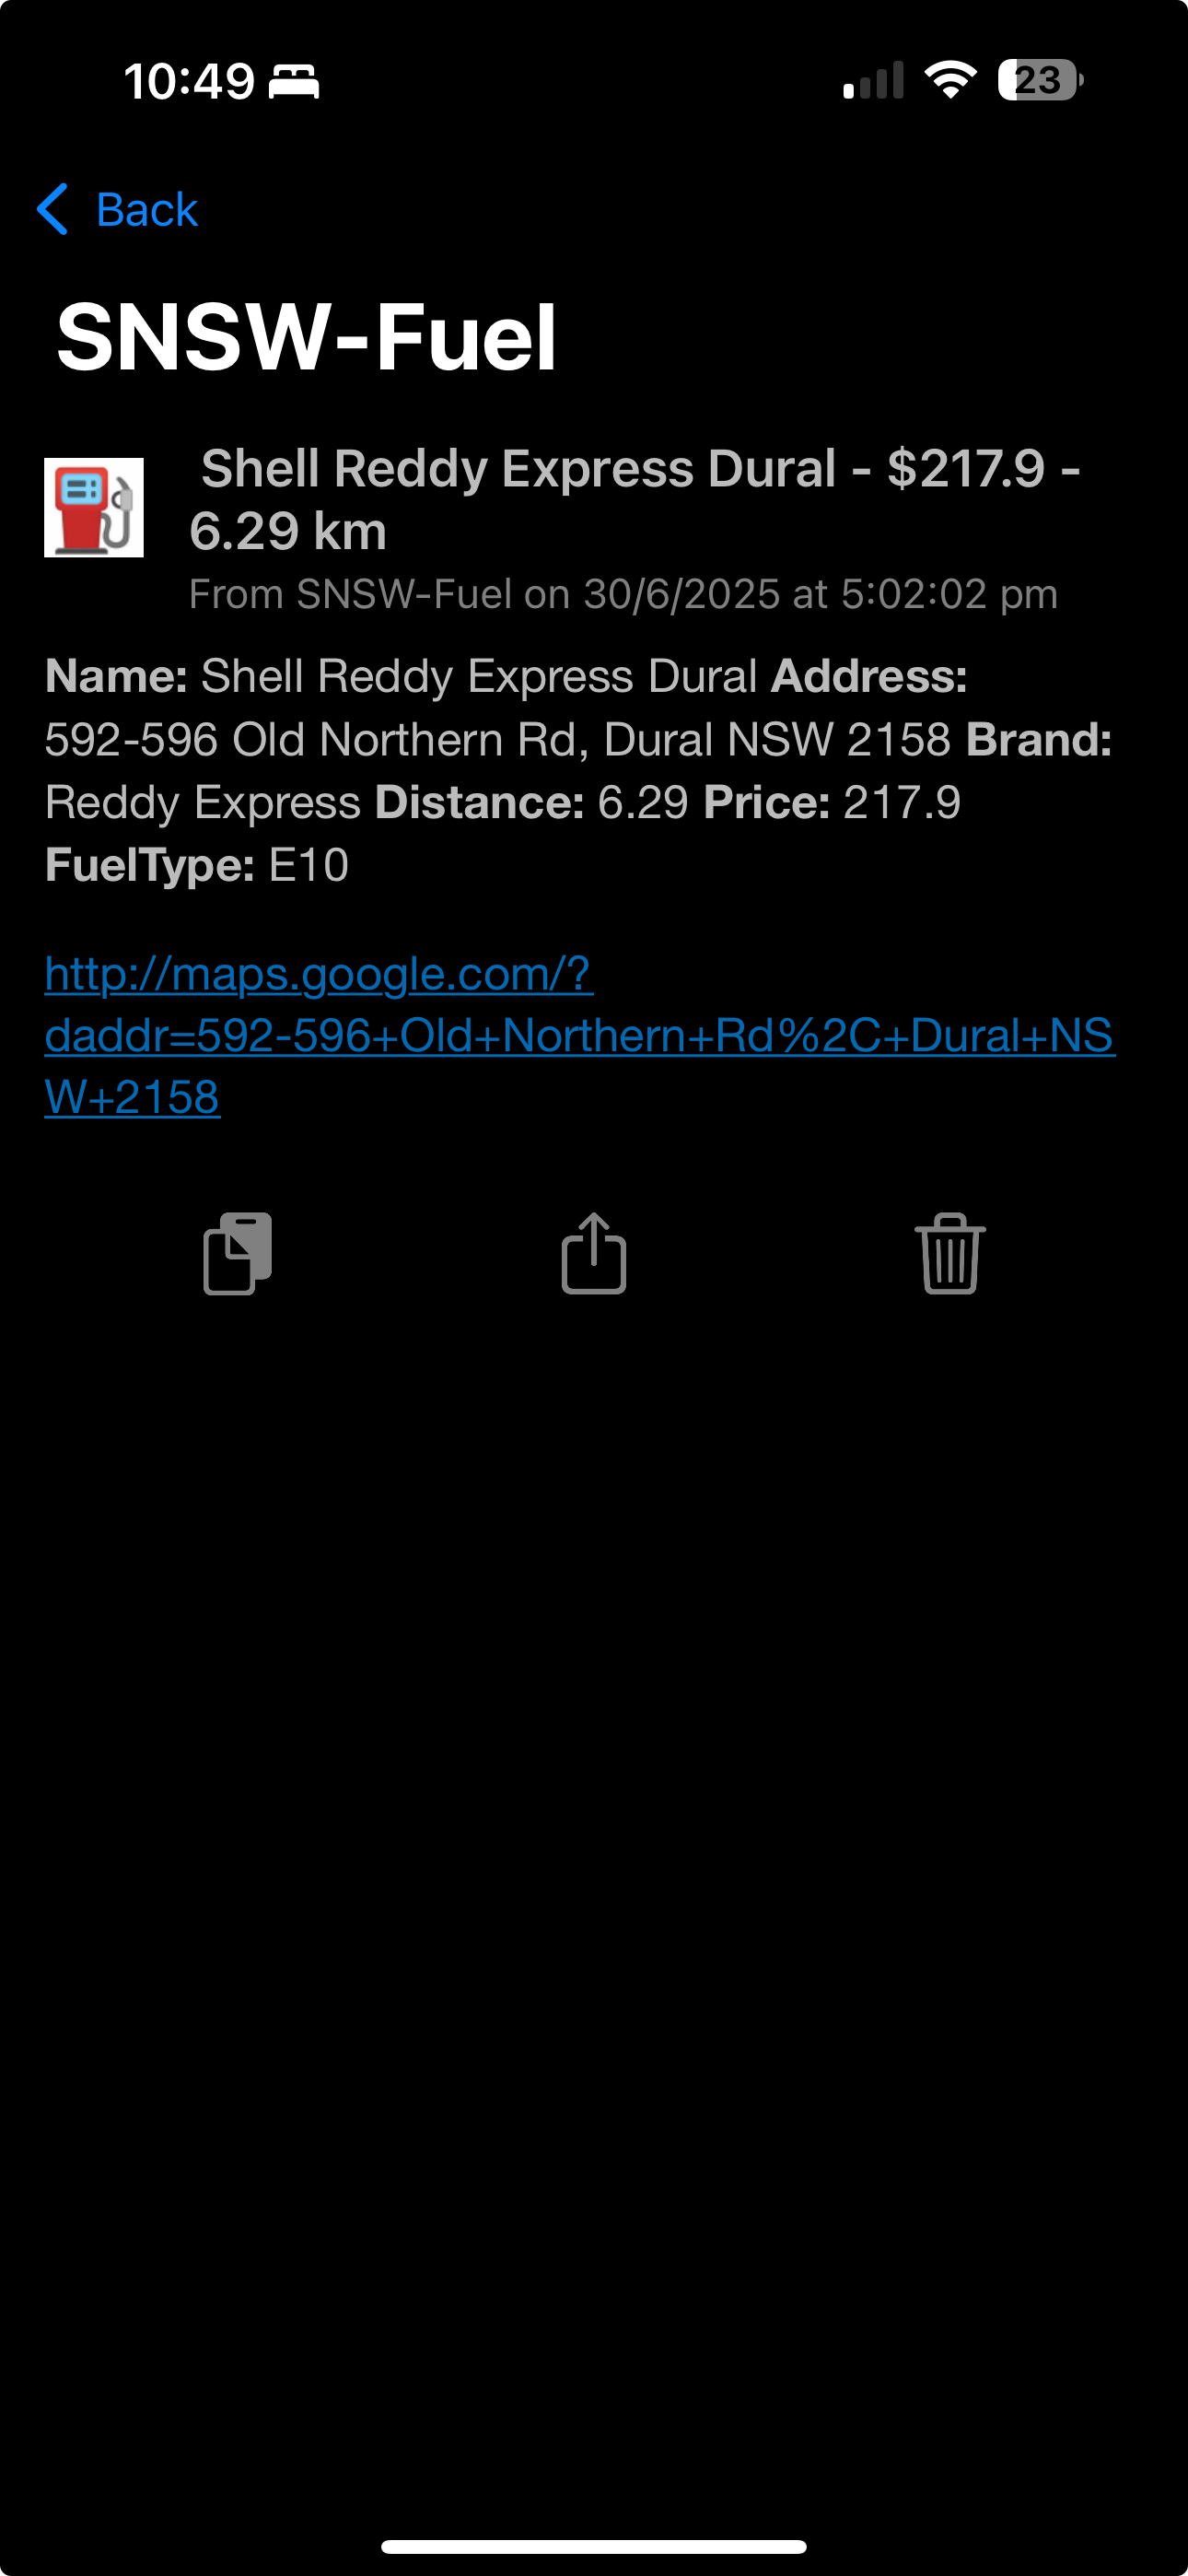 10:49
23
Back
SNSW-Fuel
Shell Reddy Express Dural - $217.9 -
6.29 km
From SNSW-Fuel on 30/6/2025 at 5:02:02 pm
Name: Shell Reddy Express Dural Address:
592-596 Old Northern Rd, Dural NSW 2158 Brand:
Reddy Express Distance: 6.29 Price: 217.9
FuelType: E10
http://maps.google.com/?
daddr=592-596+Old+Northern+Rd%2C+Dural+NS
W+2158